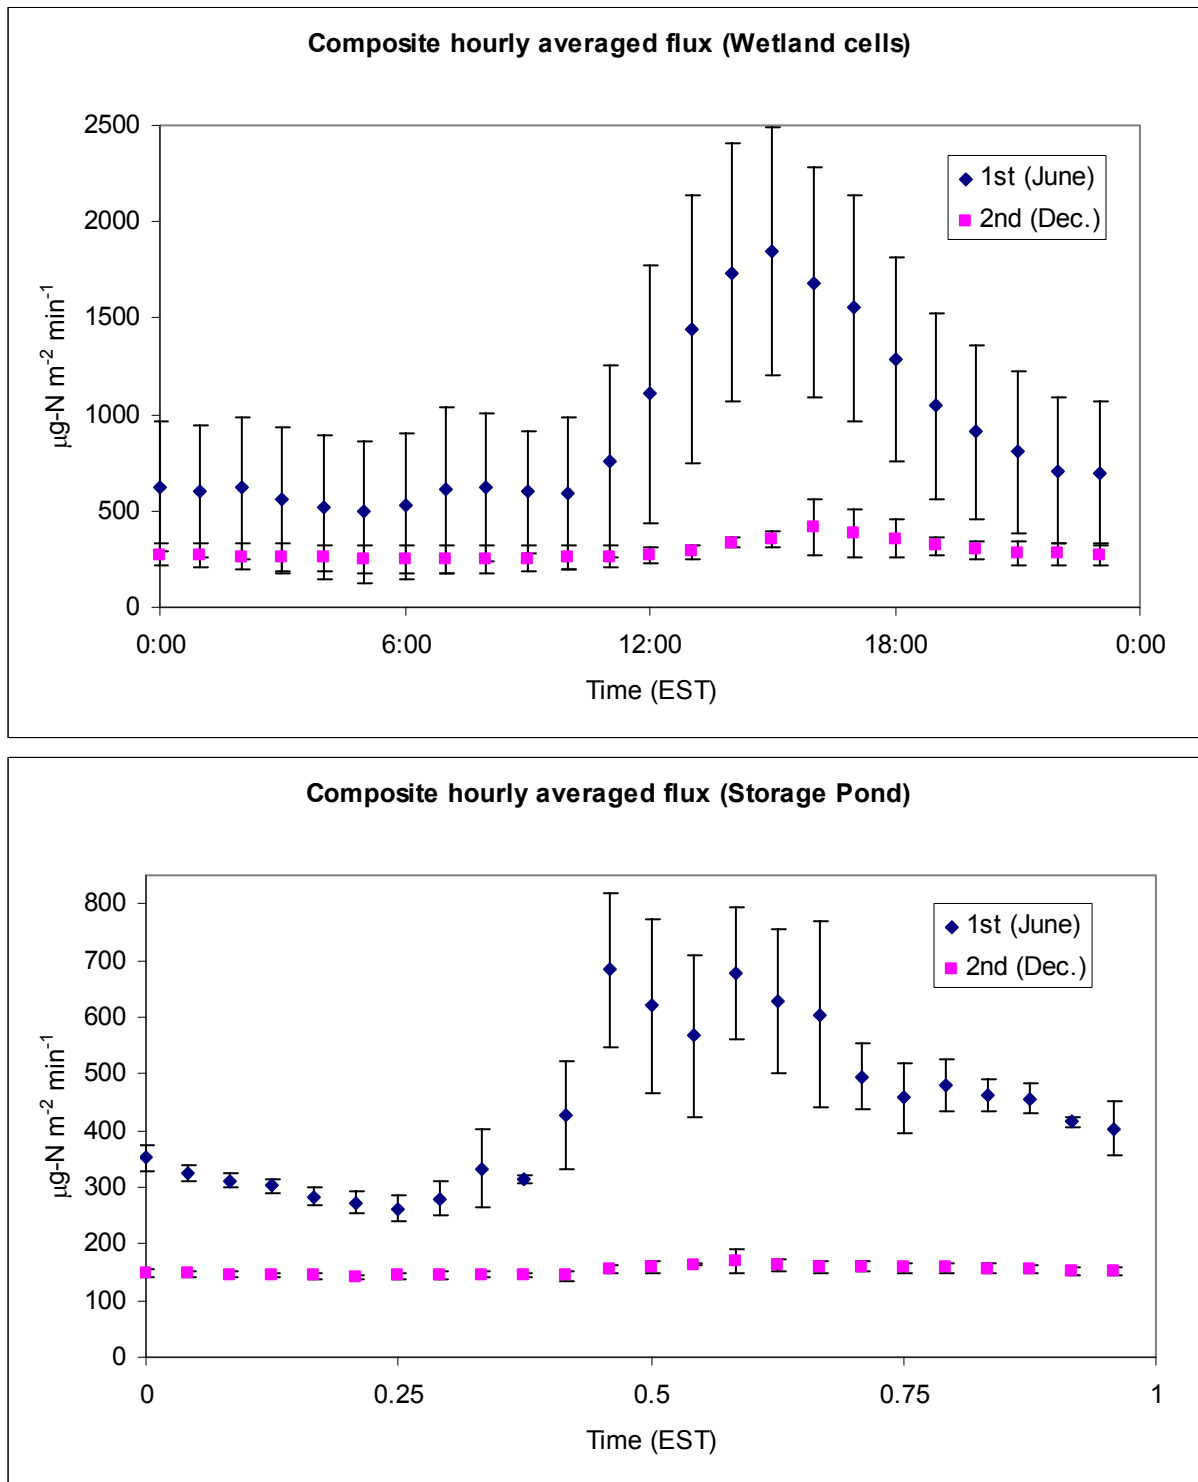 Composite hourly averaged flux (Wetland cells)
2500
2000
1500
1000
500
0
µg-N m⁻² min⁻¹
1st (June)
2nd (Dec.)
0:00 6:00 12:00 18:00 0:00
Time (EST)
Composite hourly averaged flux (Storage Pond)
800
700
600
500
400
300
200
100
0
µg-N m⁻² min⁻¹
1st (June)
2nd (Dec.)
0 0.25 0.5 0.75 1
Time (EST)